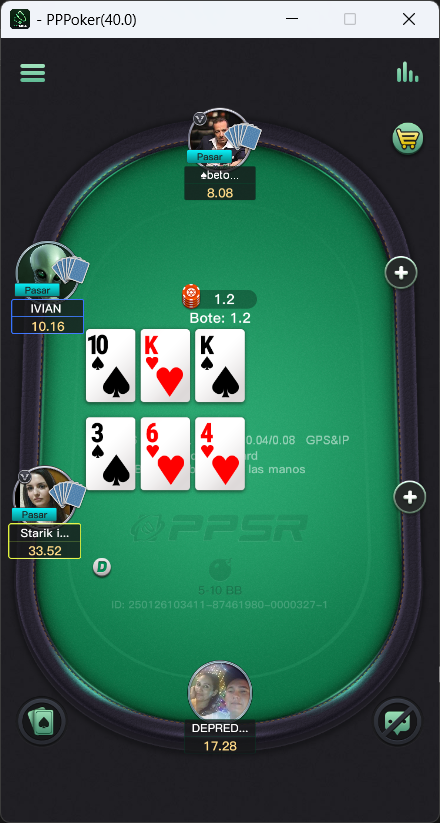 - PPPoker(40.0)
Pasar
♠beto...
8.08
Pasar
IVIAN
10.16
1.2
Bote: 1.2
10 K K
3 6 4
0.04/0.08 GPS&IP
las manos
PPSR
Pasar
Starik i...
33.52
D
5-10 BB
ID: 250126103411-87461980-0000327-1
DEPRED...
17.28